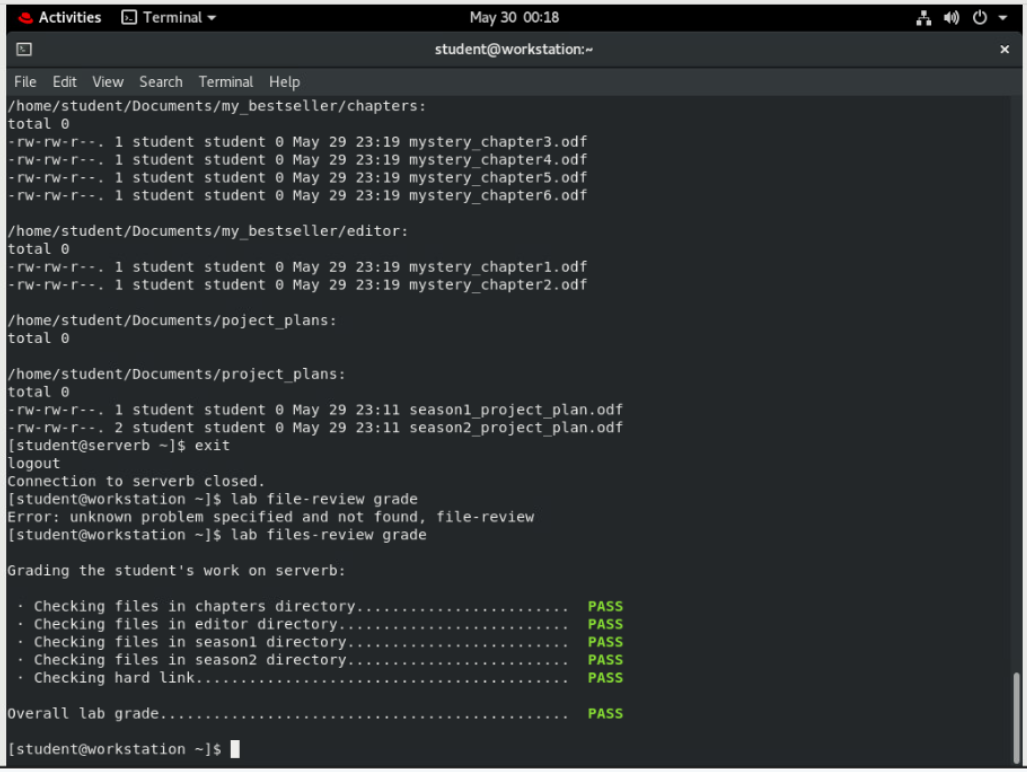 Activities Terminal May 30 00:18
student@workstation:~
File Edit View Search Terminal Help
/home/student/Documents/my_bestseller/chapters:
total 0
-rw-rw-r--. 1 student student 0 May 29 23:19 mystery_chapter3.odf
-rw-rw-r--. 1 student student 0 May 29 23:19 mystery_chapter4.odf
-rw-rw-r--. 1 student student 0 May 29 23:19 mystery_chapter5.odf
-rw-rw-r--. 1 student student 0 May 29 23:19 mystery_chapter6.odf
/home/student/Documents/my_bestseller/editor:
total 0
-rw-rw-r--. 1 student student 0 May 29 23:19 mystery_chapter1.odf
-rw-rw-r--. 1 student student 0 May 29 23:19 mystery_chapter2.odf
/home/student/Documents/poject_plans:
total 0
/home/student/Documents/project_plans:
total 0
-rw-rw-r--. 1 student student 0 May 29 23:11 season1_project_plan.odf
-rw-rw-r--. 2 student student 0 May 29 23:11 season2_project_plan.odf
[student@serverb ~]$ exit
logout
Connection to serverb closed.
[student@workstation ~]$ lab file-review grade
Error: unknown problem specified and not found, file-review
[student@workstation ~]$ lab files-review grade
Grading the student's work on serverb:
· Checking files in chapters directory........................ PASS
· Checking files in editor directory.......................... PASS
· Checking files in season1 directory......................... PASS
· Checking files in season2 directory......................... PASS
· Checking hard link.......................................... PASS
Overall lab grade.............................................. PASS
[student@workstation ~]$